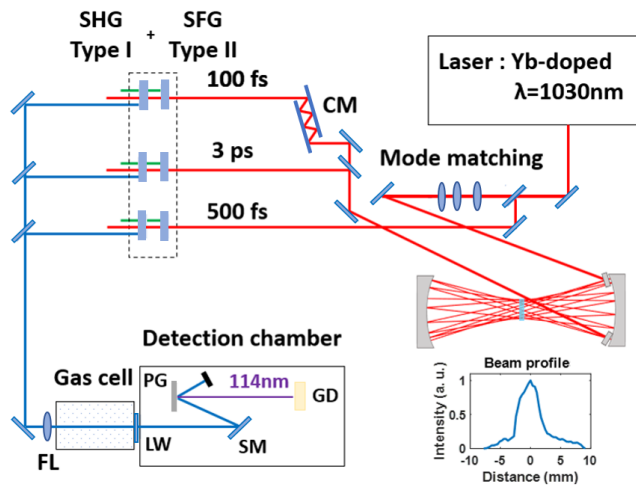 SHG + SFG
Type I Type II
100 fs
CM
Laser : Yb-doped
λ=1030nm
3 ps
Mode matching
500 fs
Detection chamber
Gas cell
PG
114nm
GD
LW
SM
FL
Beam profile
Intensity (a. u.)
1
0.5
0
-10 -5 0 5 10
Distance (mm)